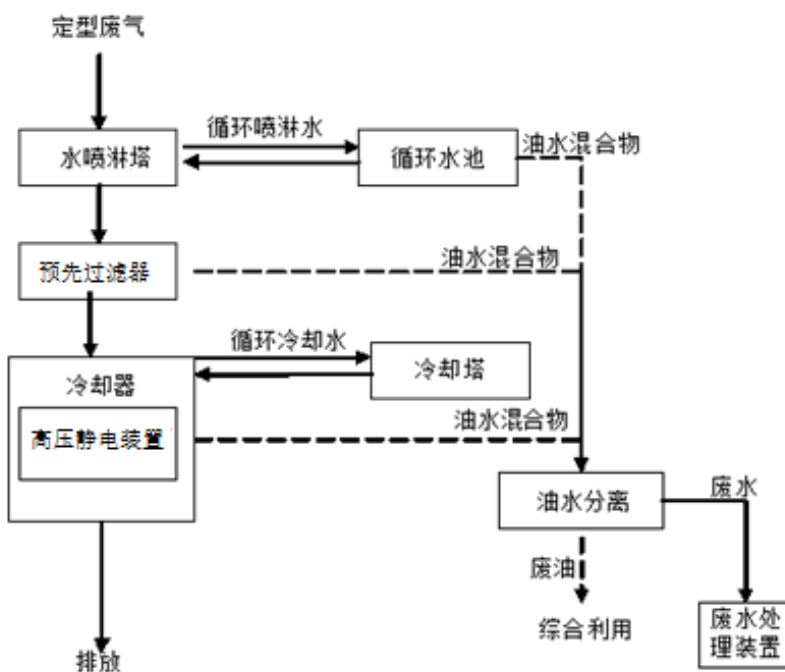 定型废气
循环喷淋水
水喷淋塔
循环水池
油水混合物
预先过滤器
油水混合物
循环冷却水
冷却器
冷却塔
高压静电装置
油水混合物
油水分离
废水
废油
综合利用
废水处
理装置
排放